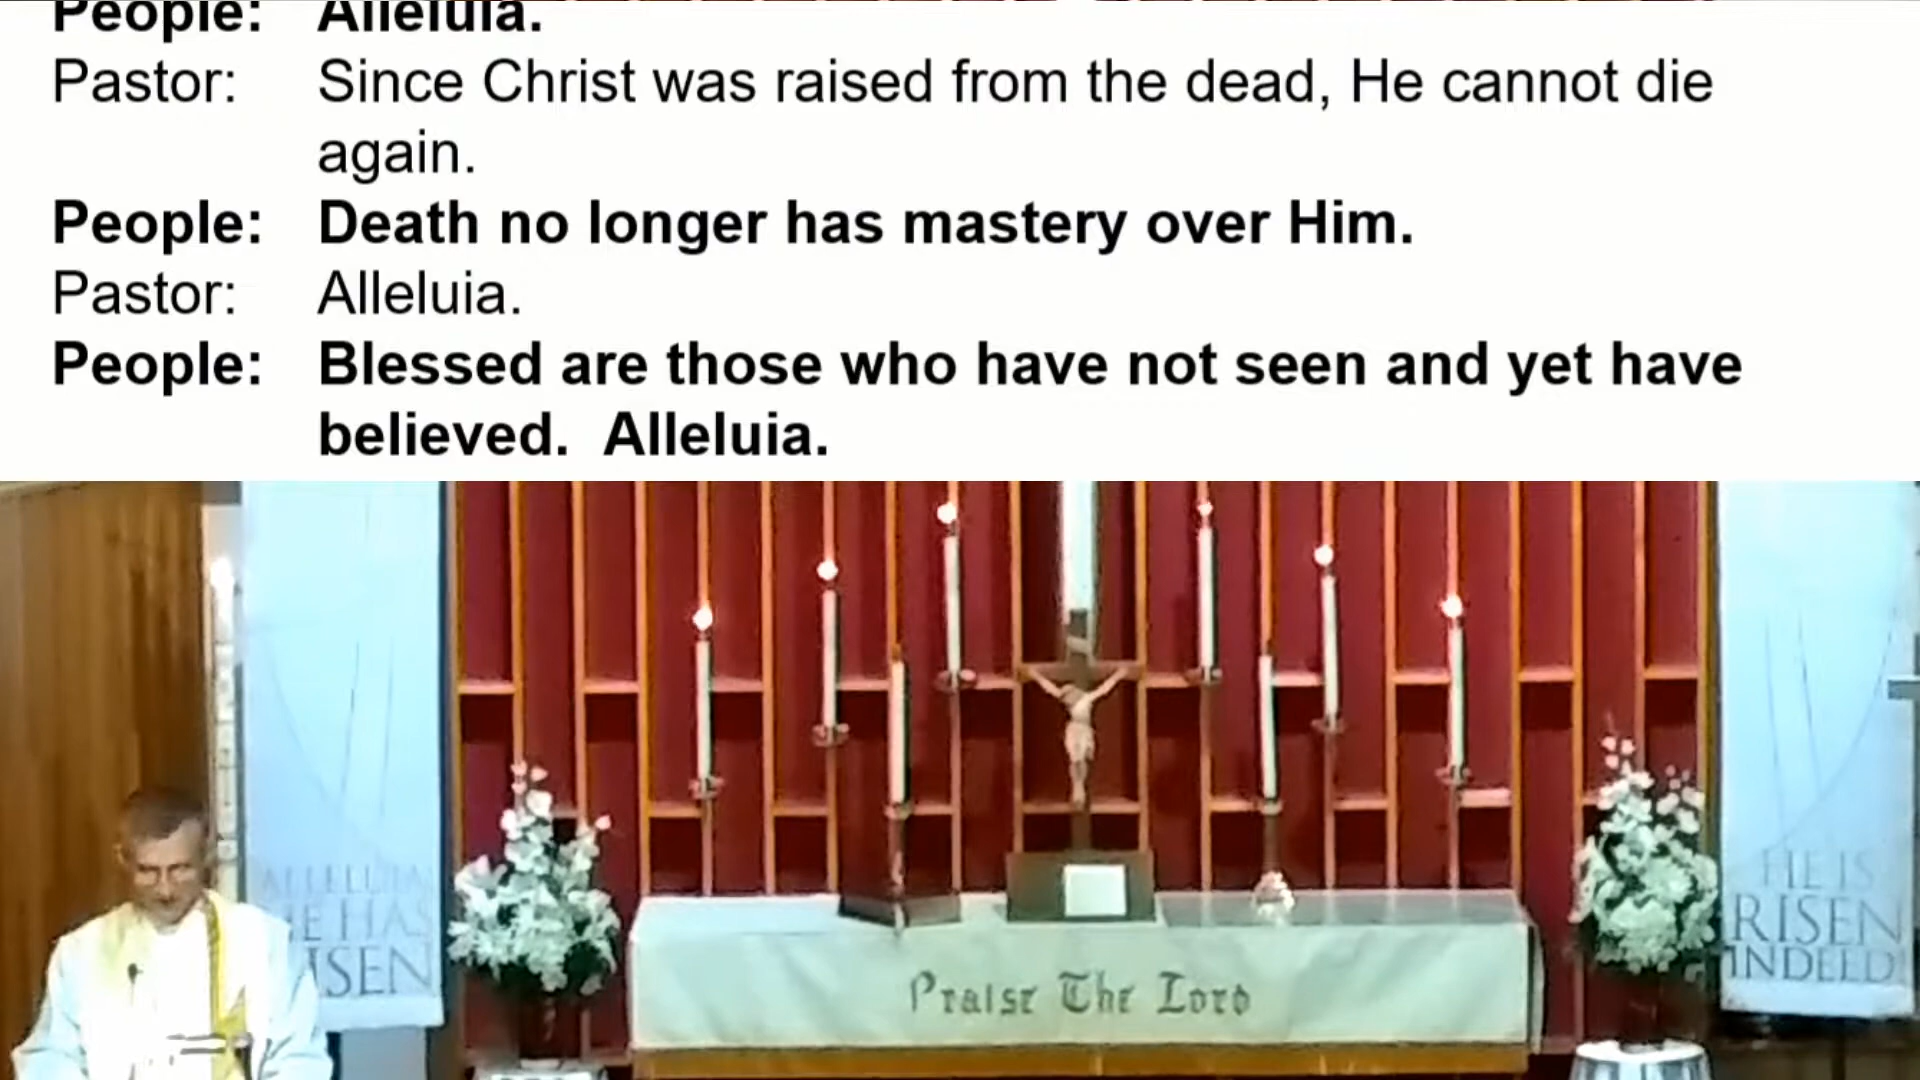 People: Alleluia.
Pastor: Since Christ was raised from the dead, He cannot die
again.
People: Death no longer has mastery over Him.
Pastor: Alleluia.
People: Blessed are those who have not seen and yet have
believed. Alleluia.
ALLELUIA
HE HAS
RISEN
Praise The Lord
HE IS
RISEN
INDEED